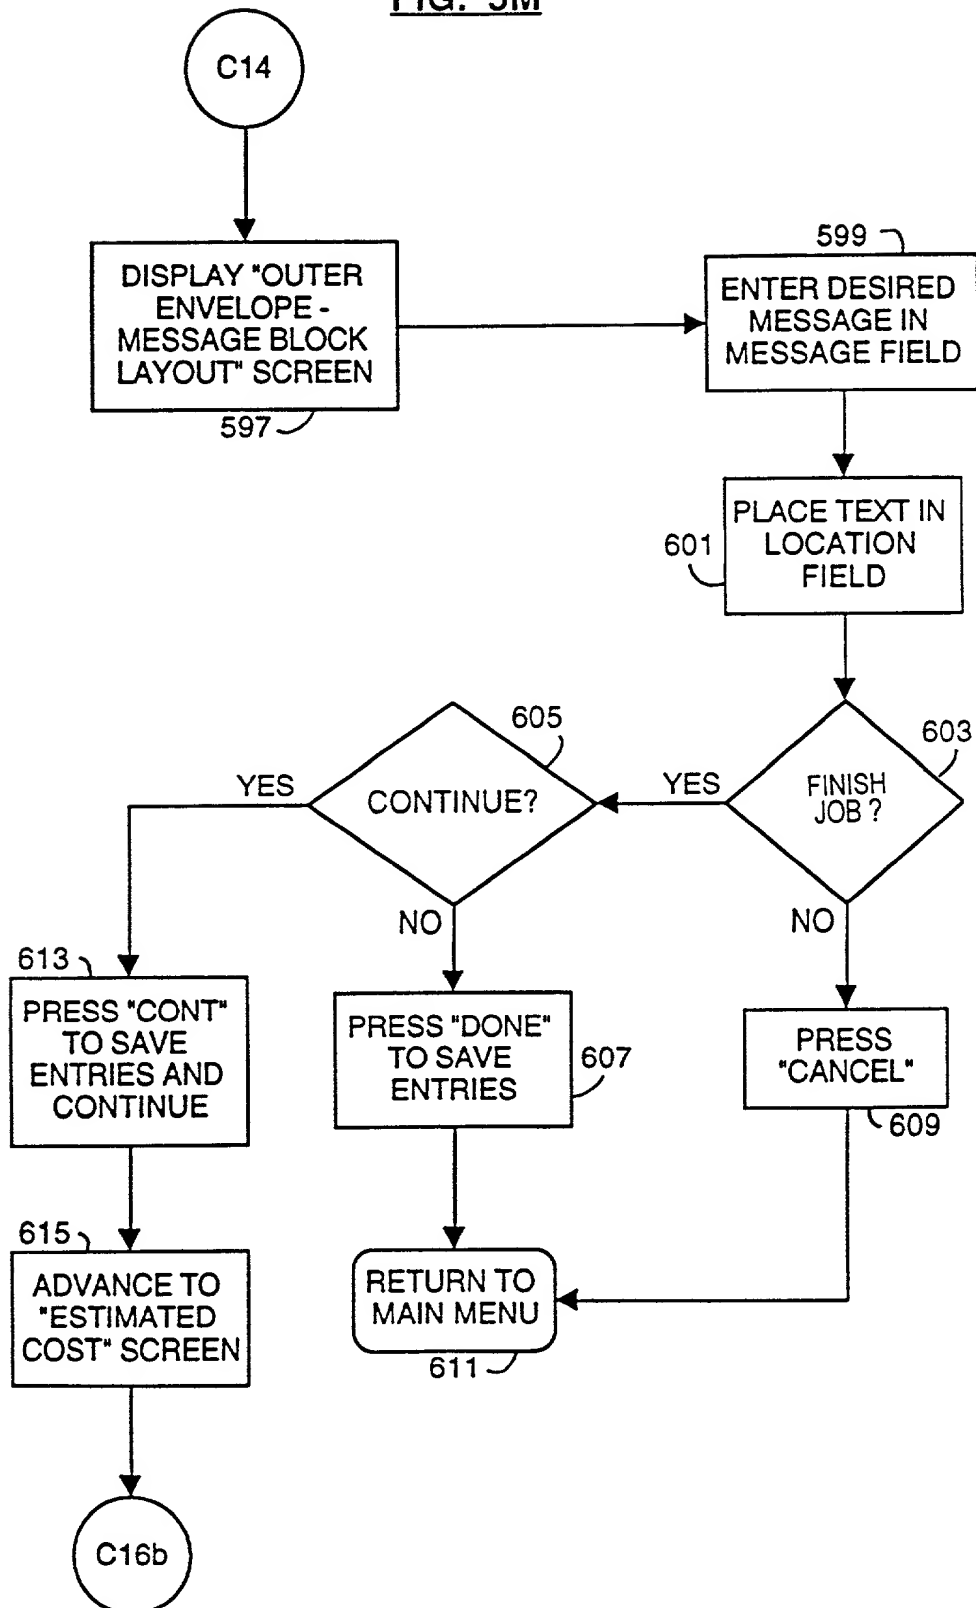 FIG. 5M
C14
DISPLAY "OUTER
ENVELOPE -
MESSAGE BLOCK
LAYOUT" SCREEN
597
599
ENTER DESIRED
MESSAGE IN
MESSAGE FIELD
PLACE TEXT IN
LOCATION
FIELD
601
603
FINISH
JOB ?
YES
605
CONTINUE?
YES
NO
NO
613
PRESS "CONT"
TO SAVE
ENTRIES AND
CONTINUE
PRESS "DONE"
TO SAVE
ENTRIES
607
PRESS
"CANCEL"
609
615
ADVANCE TO
"ESTIMATED
COST" SCREEN
RETURN TO
MAIN MENU
611
C16b